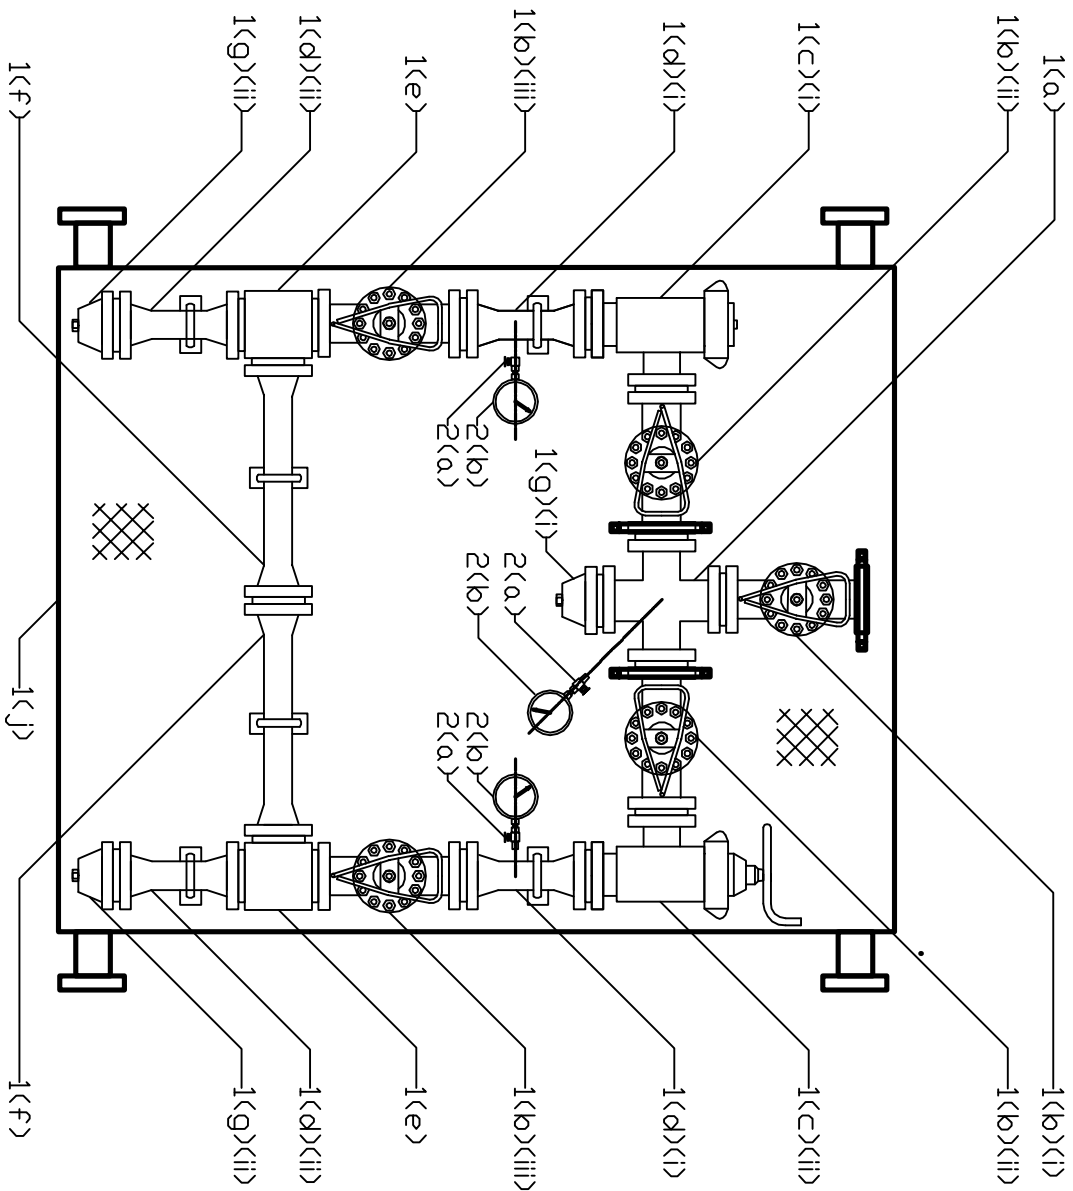 1(f)
1(g)(ii)
1(d)(ii)
1(e)
1(b)(iii)
1(d)(i)
1(c)(i)
1(b)(ii)
1(a)
2(a)
2(b)
1(g)(i)
2(b)
2(a)
2(a)
2(b)
1(j)
1(f)
1(g)(ii)
1(d)(ii)
1(e)
1(b)(iii)
1(d)(i)
1(c)(ii)
1(b)(ii)
1(b)(i)